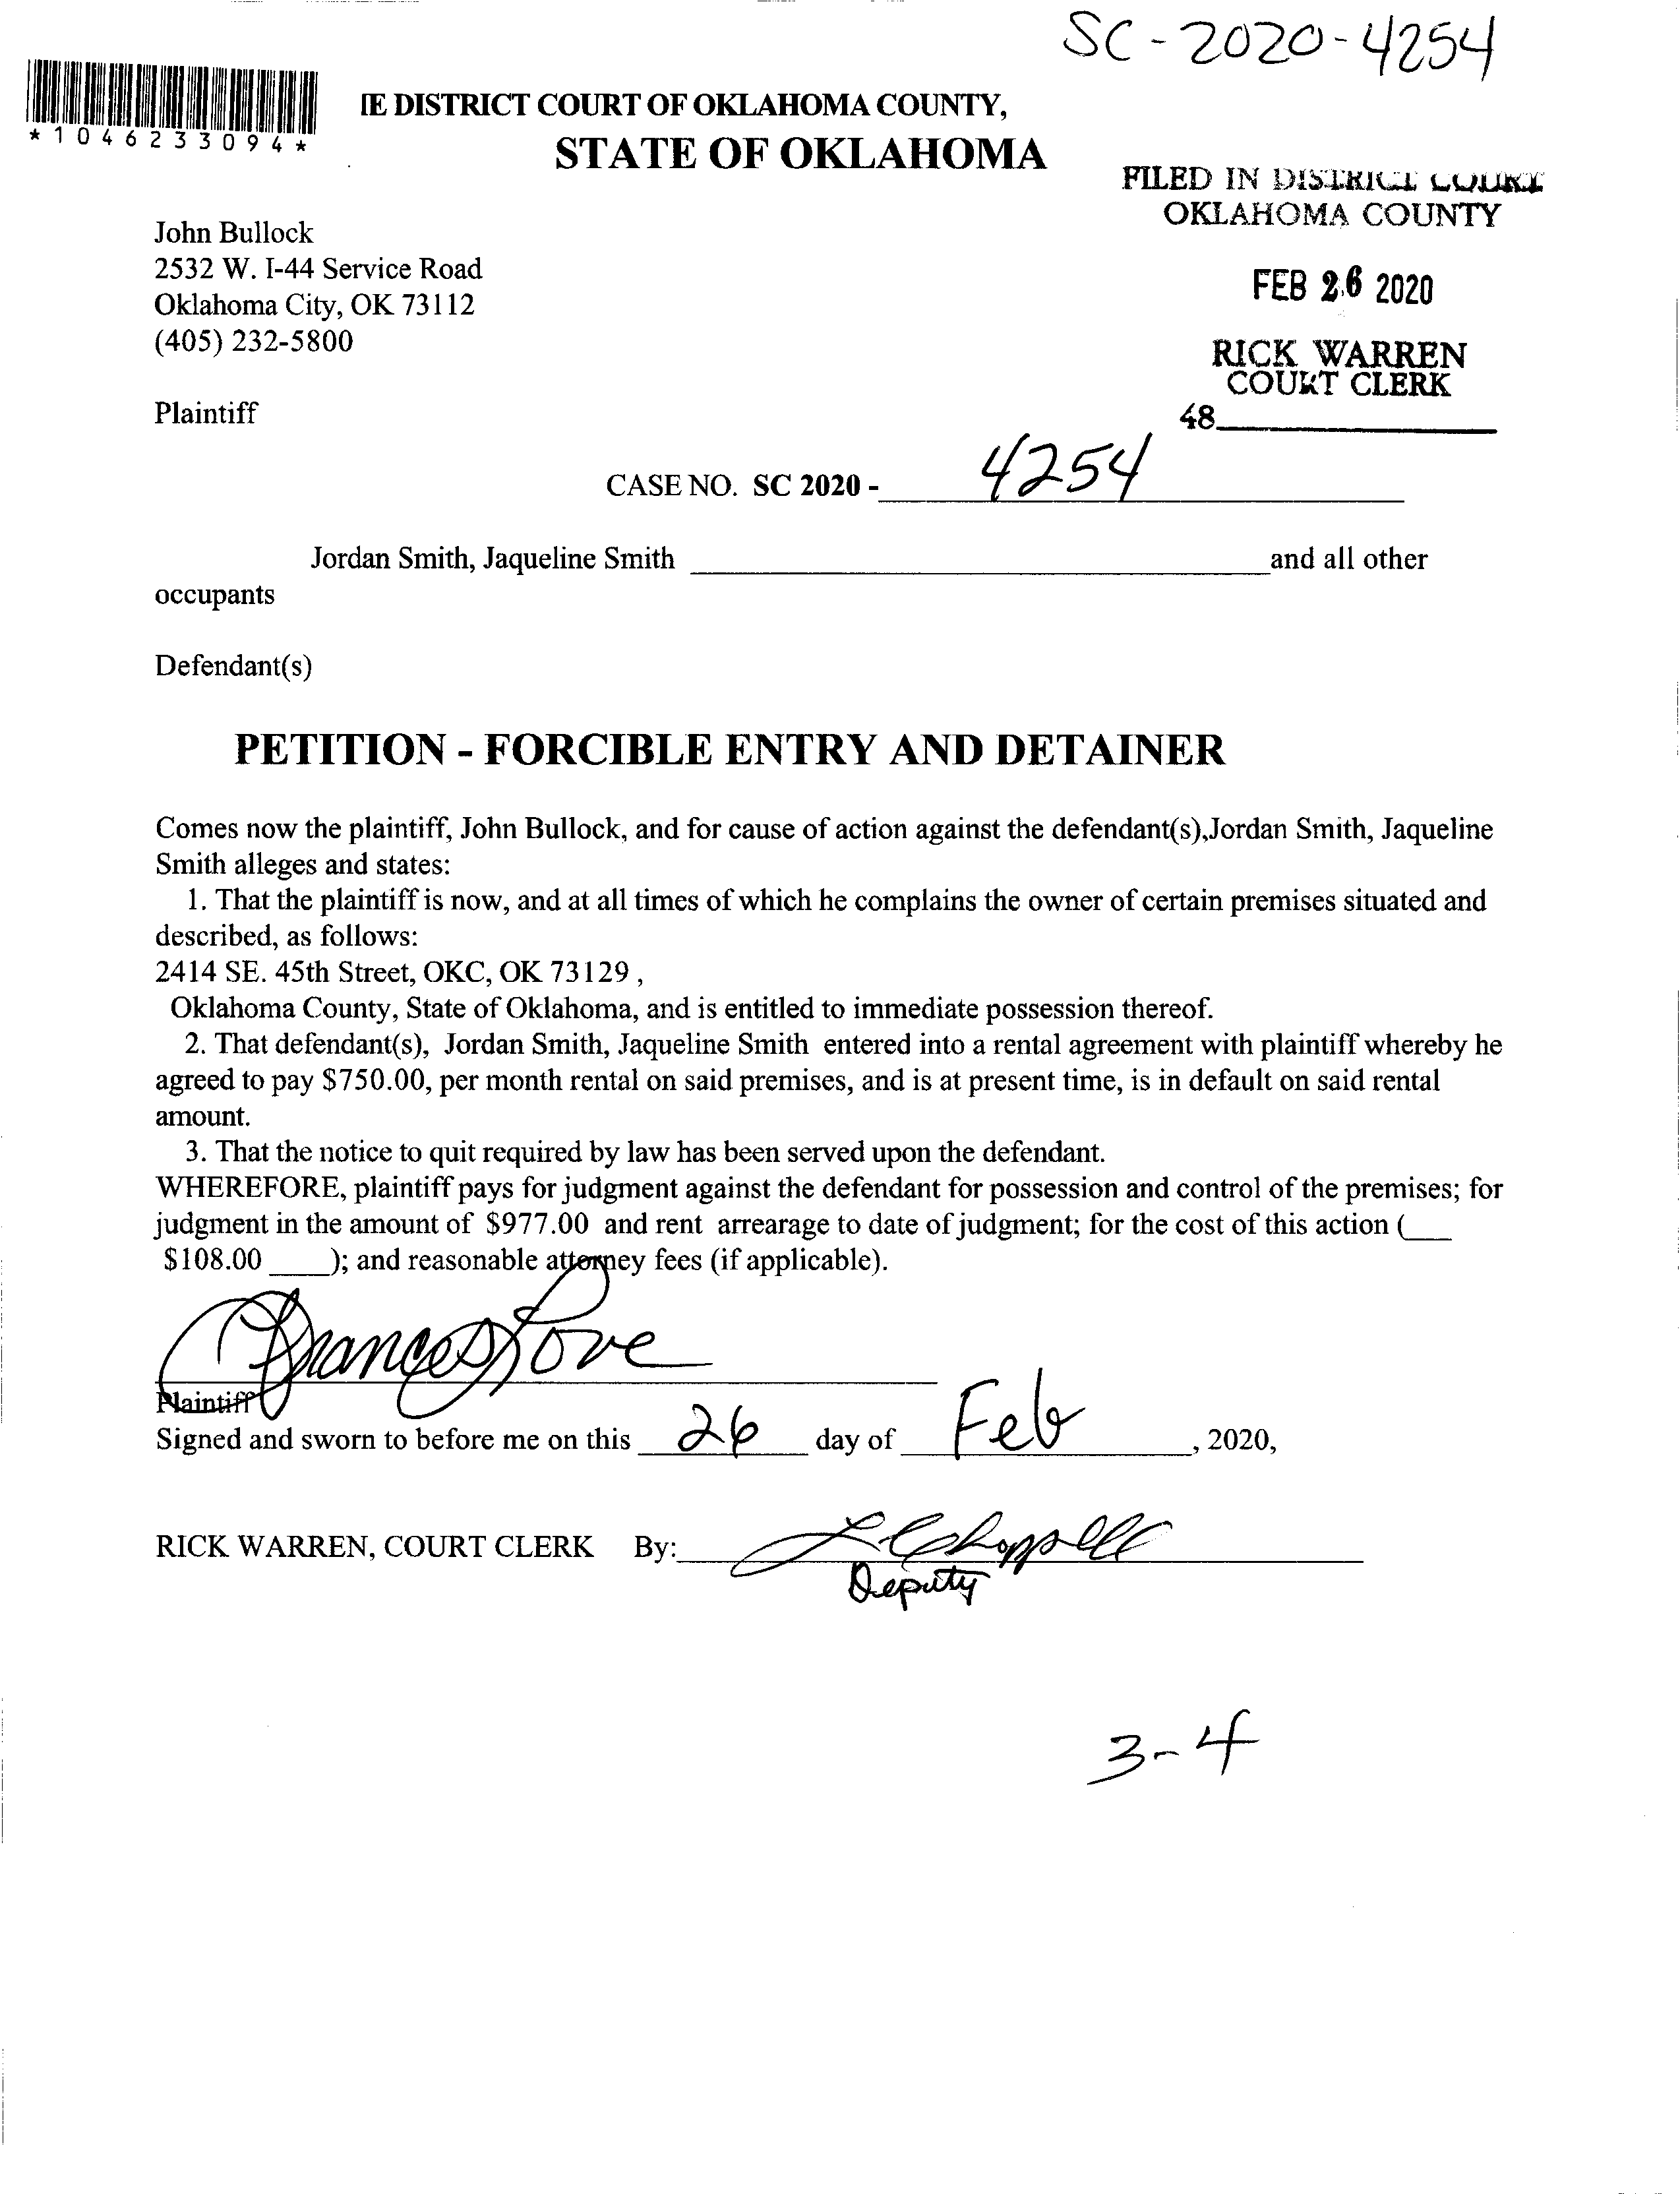 SC-2020-4254
*1046233094*
IE DISTRICT COURT OF OKLAHOMA COUNTY,
STATE OF OKLAHOMA
FILED IN DISTRICT COURT
OKLAHOMA COUNTY
FEB 26 2020
RICK WARREN
COURT CLERK
48
John Bullock
2532 W. I-44 Service Road
Oklahoma City, OK 73112
(405) 232-5800
Plaintiff
CASE NO. SC 2020 - 4254
Jordan Smith, Jaqueline Smith and all other
occupants
Defendant(s)
PETITION - FORCIBLE ENTRY AND DETAINER
Comes now the plaintiff, John Bullock, and for cause of action against the defendant(s),Jordan Smith, Jaqueline
Smith alleges and states:
1. That the plaintiff is now, and at all times of which he complains the owner of certain premises situated and
described, as follows:
2414 SE. 45th Street, OKC, OK 73129 ,
Oklahoma County, State of Oklahoma, and is entitled to immediate possession thereof.
2. That defendant(s), Jordan Smith, Jaqueline Smith entered into a rental agreement with plaintiff whereby he
agreed to pay $750.00, per month rental on said premises, and is at present time, is in default on said rental
amount.
3. That the notice to quit required by law has been served upon the defendant.
WHEREFORE, plaintiff pays for judgment against the defendant for possession and control of the premises; for
judgment in the amount of $977.00 and rent arrearage to date of judgment; for the cost of this action (___
$108.00 ____); and reasonable attorney fees (if applicable).
Frances Love
Plaintiff
Signed and sworn to before me on this 26 day of Feb , 2020,
RICK WARREN, COURT CLERK By: 
Deputy
3-4